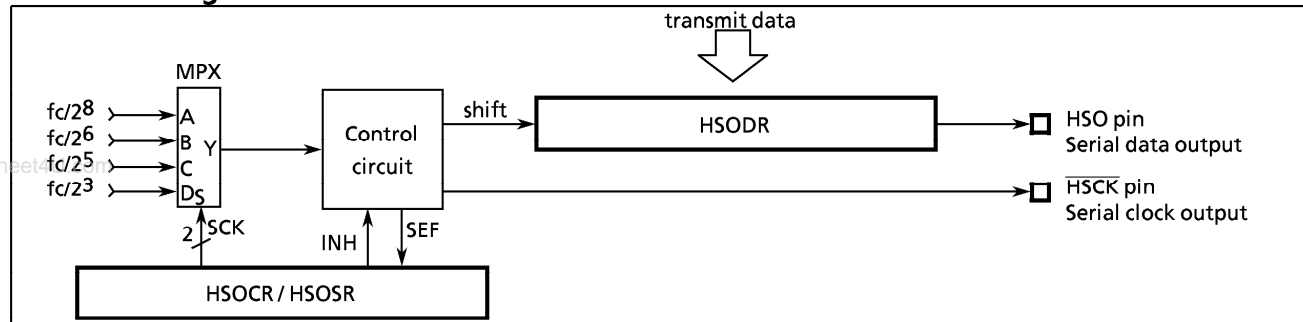 transmit data
MPX
fc/2⁸
A
fc/2⁶
B
Y
fc/2⁵
C
fc/2³
D
S
Control
circuit
shift
HSODR
HSO pin
Serial data output
HSCK pin
Serial clock output
2
SCK
INH
SEF
HSOCR / HSOSR